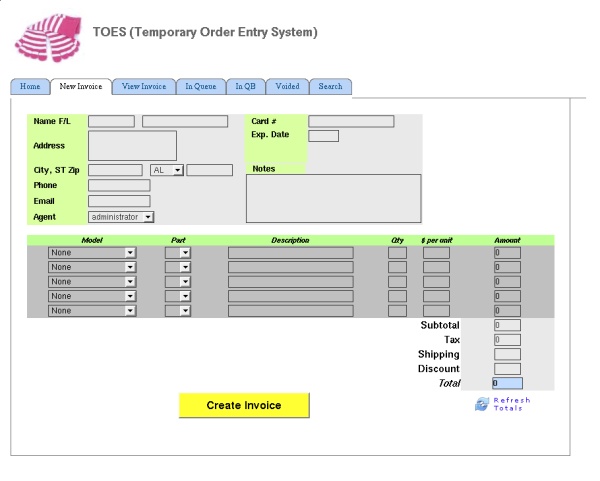 TOES (Temporary Order Entry System)
Home New Invoice View Invoice In Queue In QB Voided Search
Name F/L Card #
Exp. Date
Address
City, ST Zip AL Notes
Phone
Email
Agent administrator
Model Part Description Qty $ per unit Amount
None 0
None 0
None 0
None 0
None 0
Subtotal 0
Tax 0
Shipping
Discount
Total 0
Create Invoice Refresh
Totals